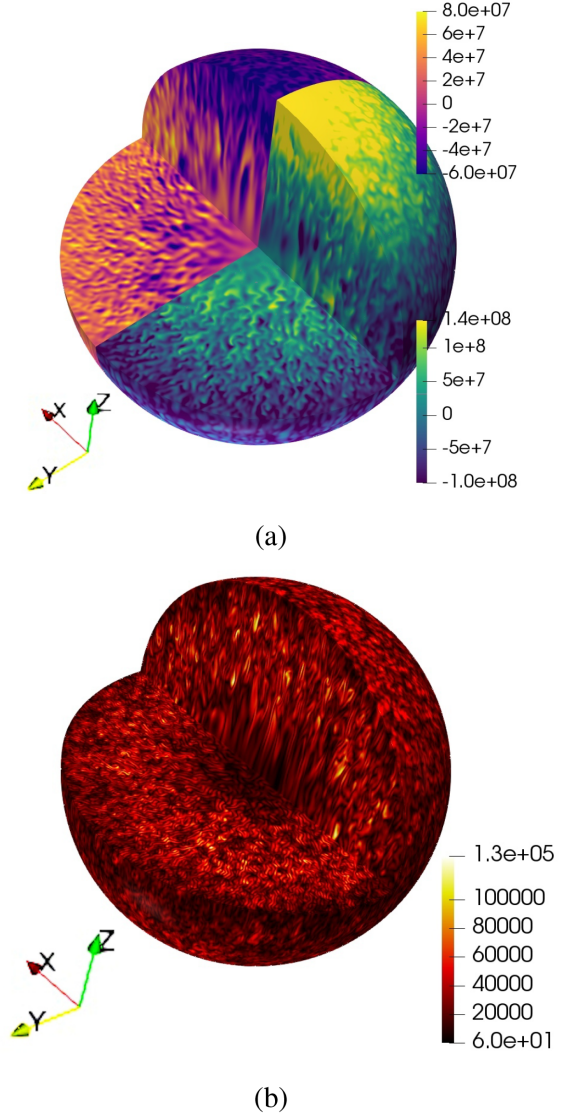 8.0e+07
6e+7
4e+7
2e+7
0
-2e+7
-4e+7
-6.0e+07
1.4e+08
1e+8
5e+7
0
-5e+7
-1.0e+08
X
Z
Y
(a)
1.3e+05
100000
80000
60000
40000
20000
6.0e+01
X
Z
Y
(b)